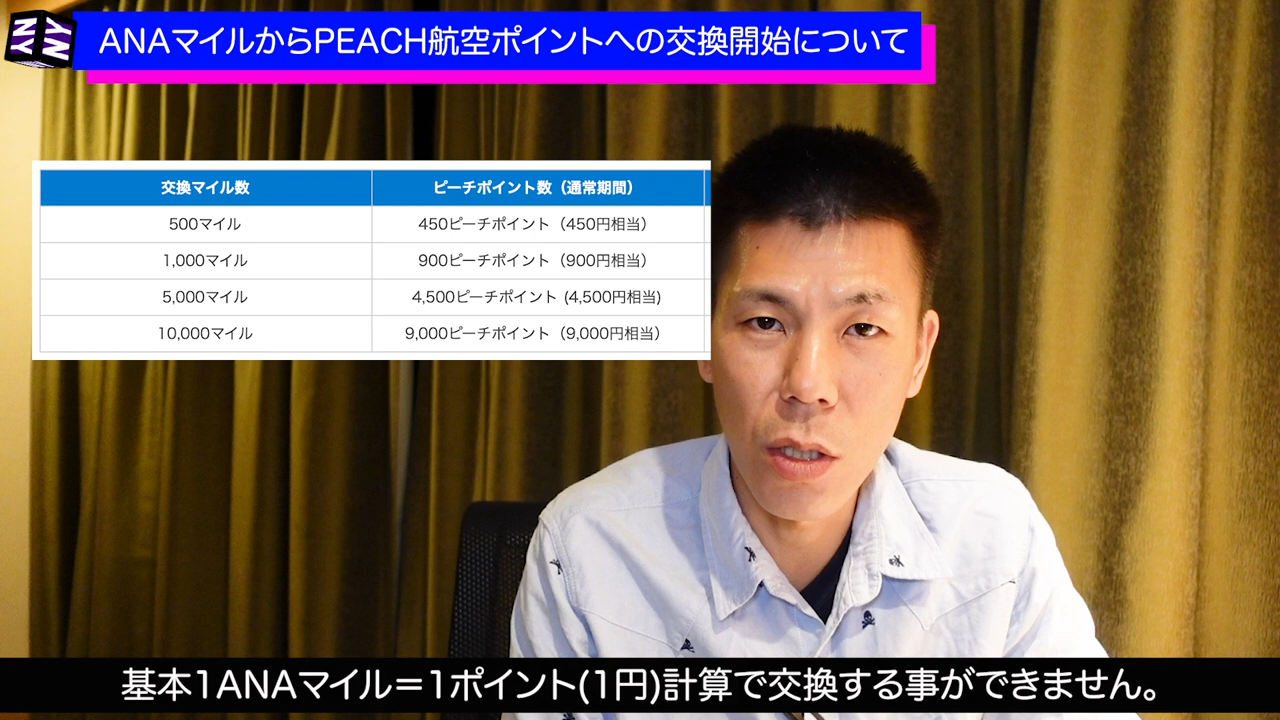 NY
NY
ANAマイルからPEACH航空ポイントへの交換開始について
交換マイル数 ピーチポイント数（通常期間）
500マイル 450ピーチポイント（450円相当）
1,000マイル 900ピーチポイント（900円相当）
5,000マイル 4,500ピーチポイント (4,500円相当)
10,000マイル 9,000ピーチポイント（9,000円相当）
基本1ANAマイル＝1ポイント(1円)計算で交換する事ができません。